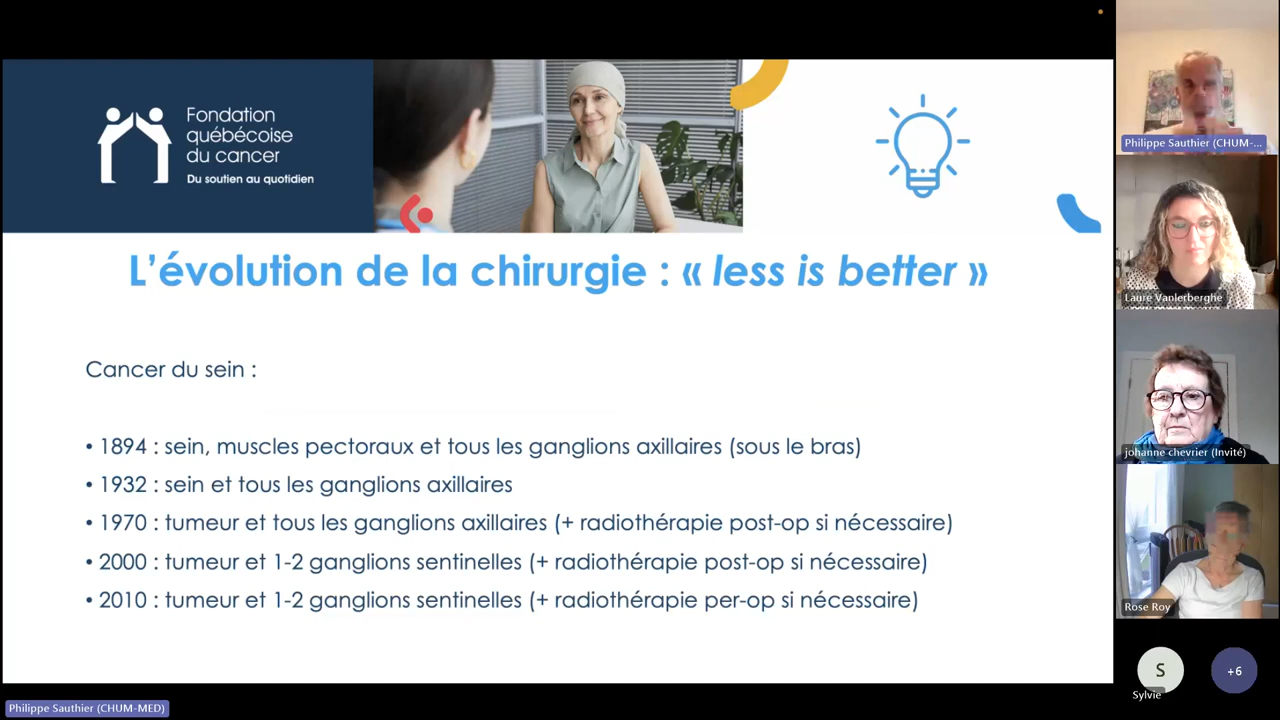 Fondation
québécoise
du cancer
Du soutien au quotidien
L'évolution de la chirurgie : « less is better »
Cancer du sein :
• 1894 : sein, muscles pectoraux et tous les ganglions axillaires (sous le bras)
• 1932 : sein et tous les ganglions axillaires
• 1970 : tumeur et tous les ganglions axillaires (+ radiothérapie post-op si nécessaire)
• 2000 : tumeur et 1-2 ganglions sentinelles (+ radiothérapie post-op si nécessaire)
• 2010 : tumeur et 1-2 ganglions sentinelles (+ radiothérapie per-op si nécessaire)
Philippe Sauthier (CHUM-...
Laure Vanlerberghe
johanne chevrier (Invité)
Rose Roy
S
Sylvie
+6
Philippe Sauthier (CHUM-MED)